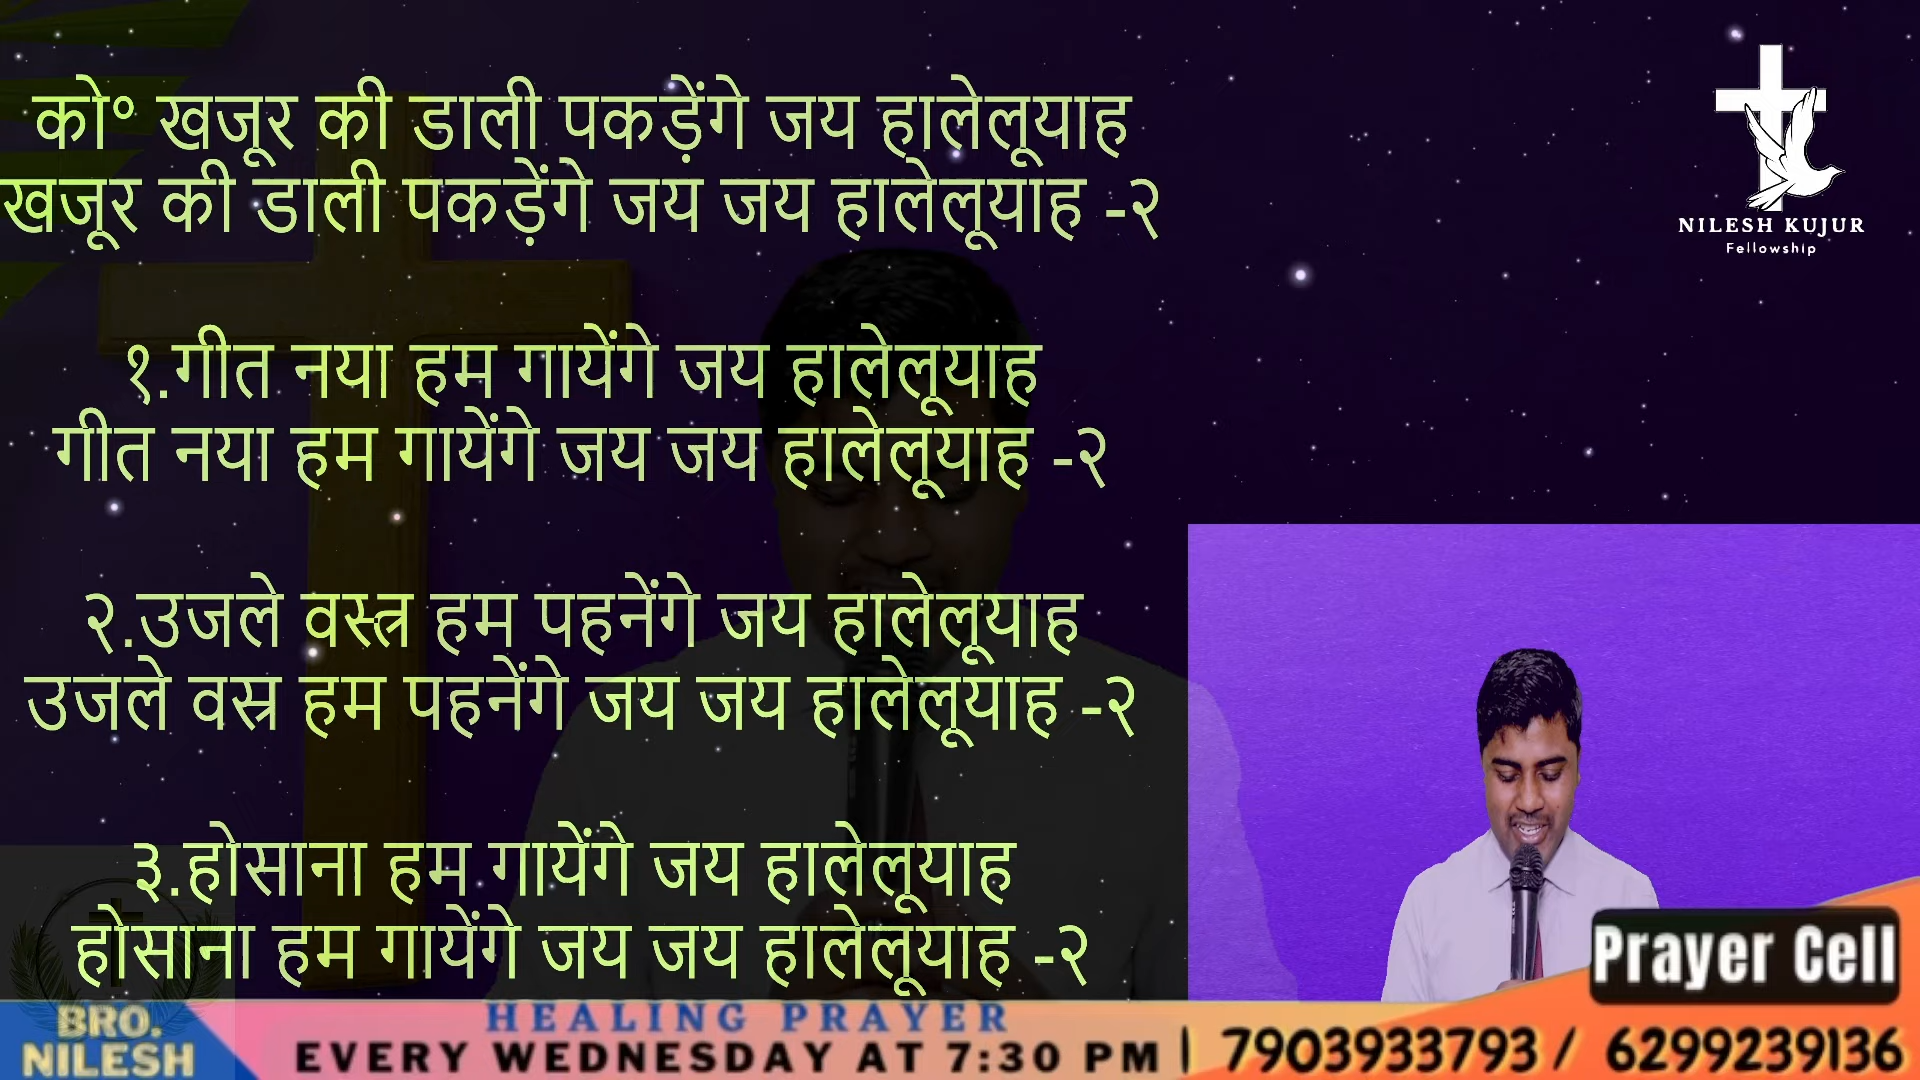 को° खजूर की डाली पकड़ेंगे जय हालेलूयाह
खजूर की डाली पकड़ेंगे जय जय हालेलूयाह -२
१.गीत नया हम गायेंगे जय हालेलूयाह
गीत नया हम गायेंगे जय जय हालेलूयाह -२
२.उजले वस्त्र हम पहनेंगे जय हालेलूयाह
उजले वस्र हम पहनेंगे जय जय हालेलूयाह -२
३.होसाना हम गायेंगे जय हालेलूयाह
होसाना हम गायेंगे जय जय हालेलूयाह -२
NILESH KUJUR
Fellowship
Prayer Cell
BRO.
NILESH
HEALING PRAYER
EVERY WEDNESDAY AT 7:30 PM | 7903933793 / 6299239136